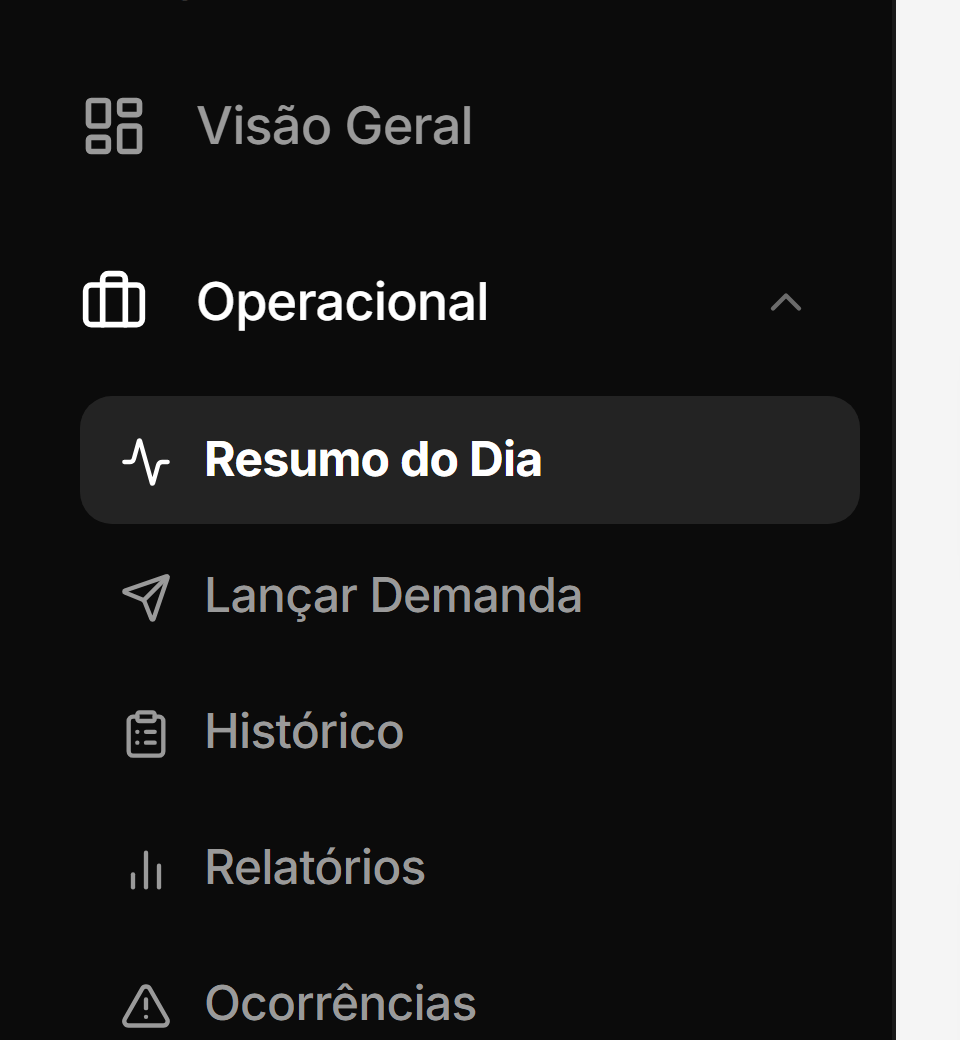 Visão Geral
Operacional
Resumo do Dia
Lançar Demanda
Histórico
Relatórios
Ocorrências